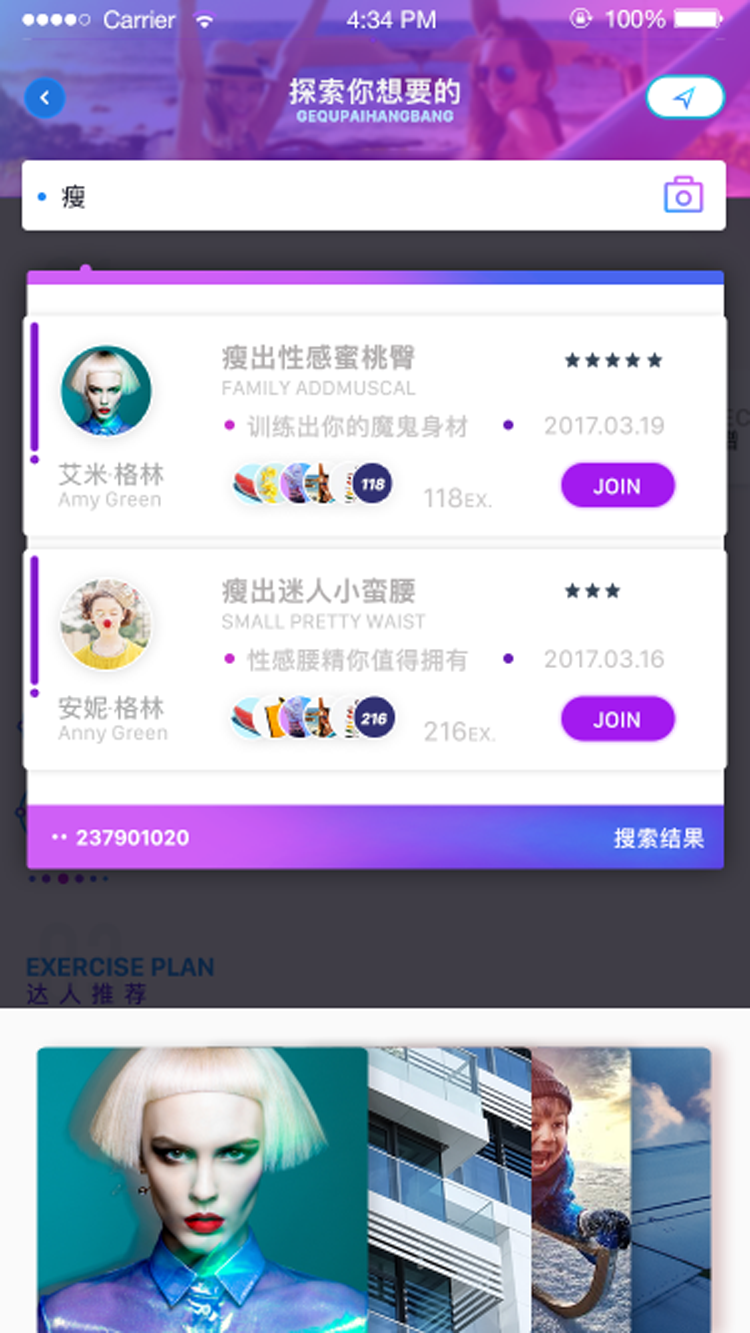 Carrier 4:34 PM 100%
探索你想要的
GEQUPAIHANGBANG
瘦
瘦出性感蜜桃臀
FAMILY ADDMUSCAL
训练出你的魔鬼身材 2017.03.19
艾米·格林
Amy Green
118 118EX. JOIN
瘦出迷人小蛮腰
SMALL PRETTY WAIST
性感腰精你值得拥有 2017.03.16
安妮·格林
Anny Green
216 216EX. JOIN
237901020 搜索结果
EXERCISE PLAN
达人推荐